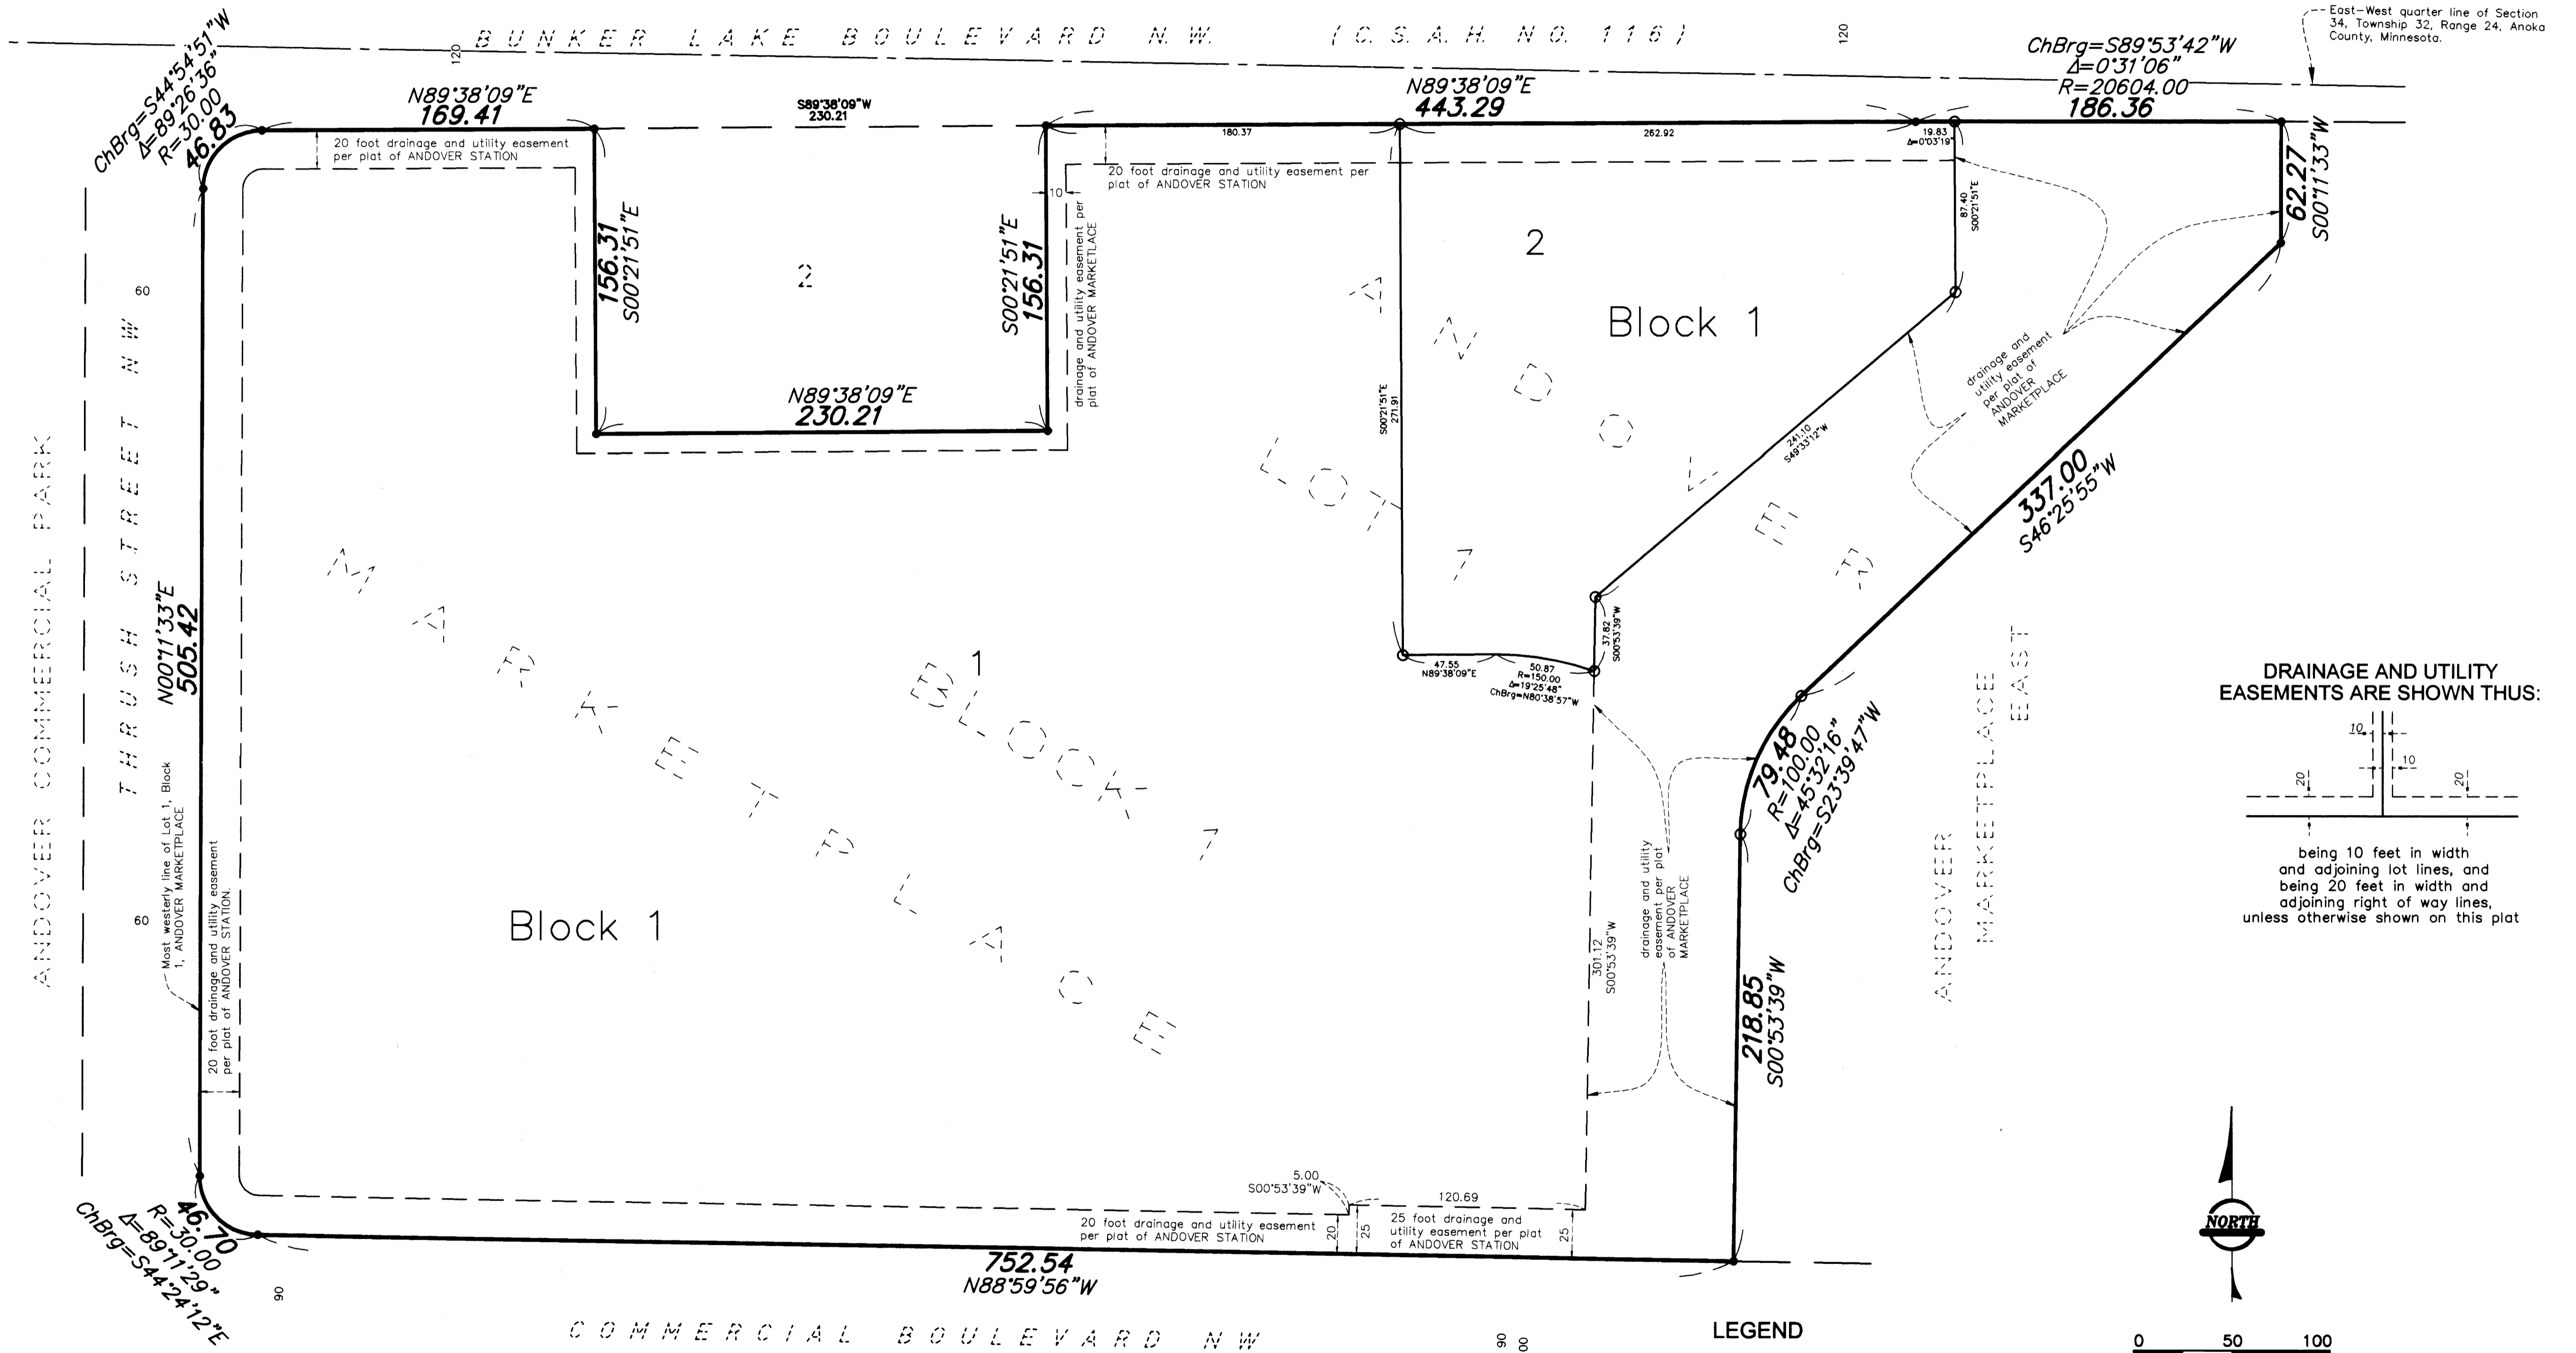 BUNKER LAKE BOULEVARD N.W. (C.S.A.H. NO. 116)
120
120
East-West quarter line of Section
34, Township 32, Range 24, Anoka
County, Minnesota.
ChBrg=S44°54'51"W
Δ=89°26'36"
R=30.00
46.83
N89°38'09"E
169.41
S89°38'09"W
230.21
N89°38'09"E
443.29
180.37
262.92
19.83
Δ=0°03'19"
ChBrg=S89°53'42"W
Δ=0°31'06"
R=20604.00
186.36
62.27
S00°11'33"W
20 foot drainage and utility easement
per plat of ANDOVER STATION
20 foot drainage and utility easement per
plat of ANDOVER STATION
10
drainage and utility easement per
plat of ANDOVER MARKETPLACE
156.31
S00°21'51"E
2
S00°21'51"E
156.31
N89°38'09"E
230.21
87.40
S00°21'51"E
2
Block 1
S00°21'51"E
271.91
241.10
S49°33'12"W
drainage and
utility easement
per plat of
ANDOVER
MARKETPLACE
337.00
S46°25'55"W
37.82
S00°53'39"W
47.55
N89°38'09"E
50.87
R=150.00
Δ=19°25'48"
ChBrg=N80°38'57"W
ANDOVER
MARKETPLACE
LOT 1
BLOCK 1
1
Block 1
ANDOVER COMMERCIAL PARK
THRUSH STREET NW
60
60
N00°11'33"E
505.42
Most westerly line of Lot 1, Block
1, ANDOVER MARKETPLACE
20 foot drainage and utility easement
per plat of ANDOVER STATION.
79.48
R=100.00
Δ=45°32'16"
ChBrg=S23°39'47"W
ANDOVER
MARKETPLACE
EAST
drainage and utility
easement per plat
of ANDOVER
MARKETPLACE
301.12
S00°53'39"W
218.85
S00°53'39"W
DRAINAGE AND UTILITY
EASEMENTS ARE SHOWN THUS:
10
10
20
20
being 10 feet in width
and adjoining lot lines, and
being 20 feet in width and
adjoining right of way lines,
unless otherwise shown on this plat
5.00
S00°53'39"W
120.69
20 foot drainage and utility easement
per plat of ANDOVER STATION
20
25
25 foot drainage and
utility easement per plat
of ANDOVER STATION
25
46.70
R=30.00
Δ=89°11'29"
ChBrg=S44°24'12"E
90
752.54
N88°59'56"W
COMMERCIAL BOULEVARD NW
90
00
LEGEND
NORTH
0 50 100